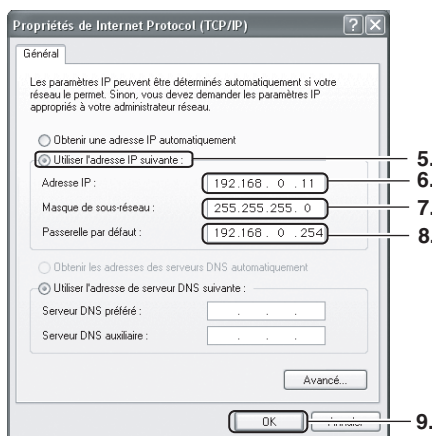 Propriétés de Internet Protocol (TCP/IP)
Général
Les paramètres IP peuvent être déterminés automatiquement si votre
réseau le permet. Sinon, vous devez demander les paramètres IP
appropriés à votre administrateur réseau.
Obtenir une adresse IP automatiquement
Utiliser l'adresse IP suivante : 5.
Adresse IP : 192.168 . 0 .11 6.
Masque de sous-réseau : 255.255.255. 0 7.
Passerelle par défaut : 192.168 . 0 .254 8.
Obtenir les adresses des serveurs DNS automatiquement
Utiliser l'adresse de serveur DNS suivante :
Serveur DNS préféré : . . .
Serveur DNS auxiliaire : . . .
Avancé...
OK Annuler 9.